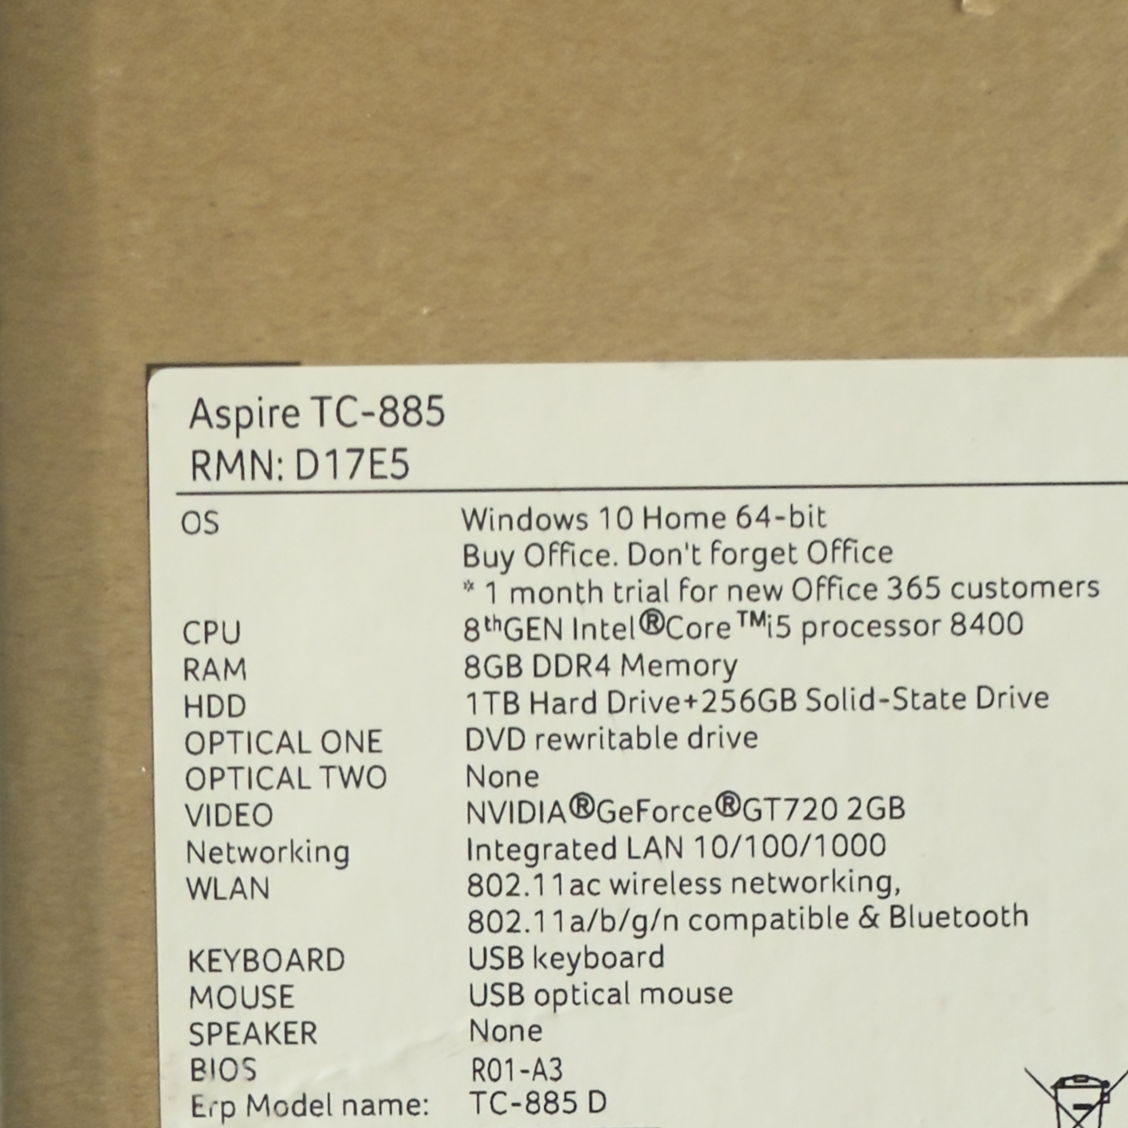 Aspire TC-885
RMN: D17E5
OS Windows 10 Home 64-bit
Buy Office. Don't forget Office
* 1 month trial for new Office 365 customers
CPU 8thGEN Intel®Core™i5 processor 8400
RAM 8GB DDR4 Memory
HDD 1TB Hard Drive+256GB Solid-State Drive
OPTICAL ONE DVD rewritable drive
OPTICAL TWO None
VIDEO NVIDIA®GeForce®GT720 2GB
Networking Integrated LAN 10/100/1000
WLAN 802.11ac wireless networking,
802.11a/b/g/n compatible & Bluetooth
KEYBOARD USB keyboard
MOUSE USB optical mouse
SPEAKER None
BIOS R01-A3
Erp Model name: TC-885 D